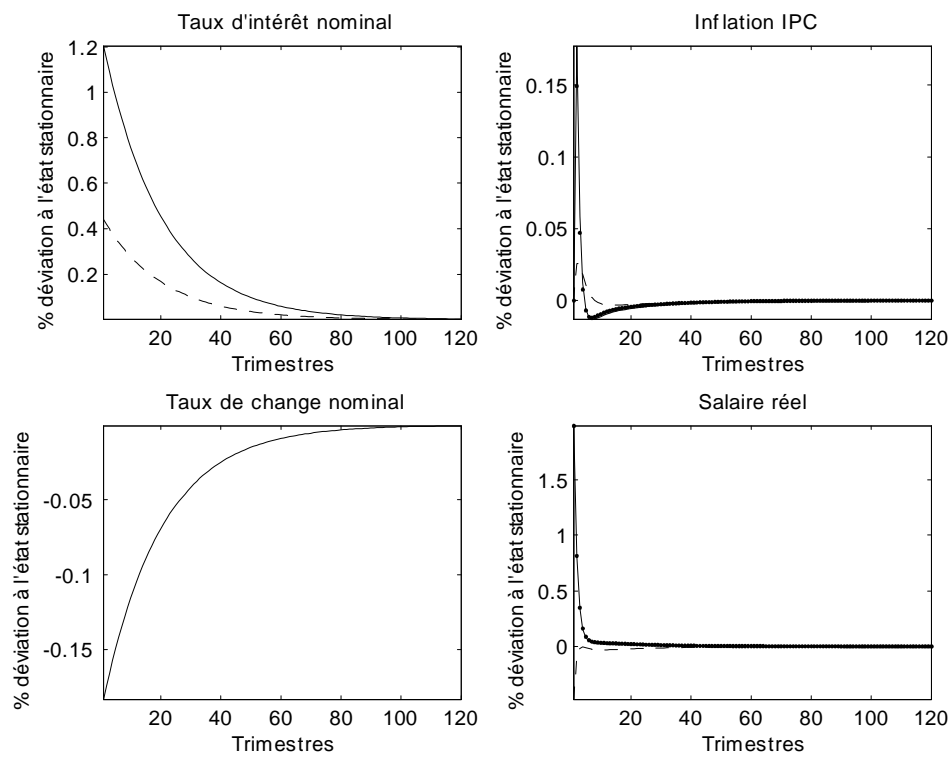 Taux d'intérêt nominal
% déviation à l'état stationnaire
1.2
1
0.8
0.6
0.4
0.2
20 40 60 80 100 120
Trimestres
Inflation IPC
% déviation à l'état stationnaire
0.15
0.1
0.05
0
20 40 60 80 100 120
Trimestres
Taux de change nominal
% déviation à l'état stationnaire
-0.05
-0.1
-0.15
20 40 60 80 100 120
Trimestres
Salaire réel
% déviation à l'état stationnaire
1.5
1
0.5
0
20 40 60 80 100 120
Trimestres